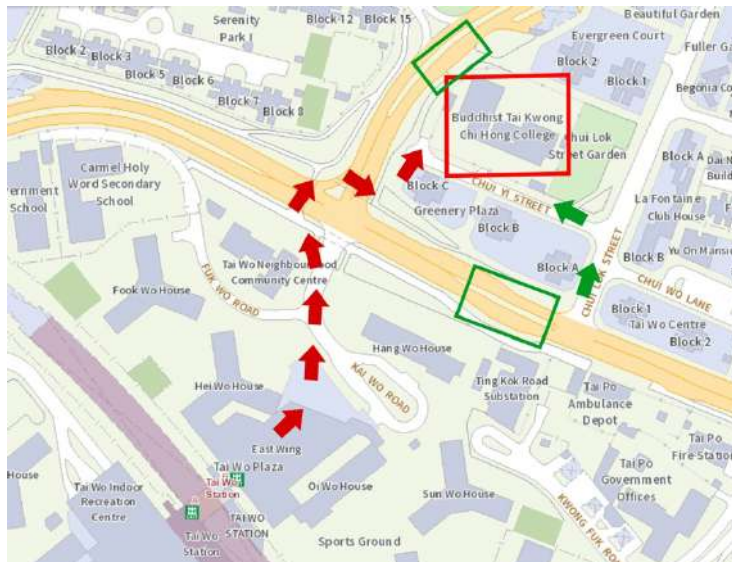 Serenity
Park I
Block 12
Block 15
Beautiful Garden
Evergreen Court
Fuller Ga
Block 2
Block 3
Block 5
Block 6
Block 7
Block 8
Block 2
Block 1
Begonia Co
Buddhist Tai Kwong
Chi Hong College
Chui Lok
Street Garden
Carmel Holy
Word Secondary
School
ernment
School
Block A
Dai N
Build
Block C
CHUI YI STREET
Greenery Plaza
Block B
La Fontaine
Club House
Yu On Mansi
Block B
Block A
CHUI LOK STREET
CHUI WO LANE
Tai Wo Neighbourhood
Community Centre
FUK WO ROAD
Fook Wo House
Block 1
Tai Wo Centre
Block 2
Hang Wo House
Hei Wo House
KAI WO ROAD
Ting Kok Road
Substation
Tai Po
Ambulance
Depot
East Wing
Tai Wo Plaza
Tai Po
Fire Station
Tai Po
Government
Offices
House
Tai Wo Indoor
Recreation
Centre
Tai Wo
Station
Oi Wo House
Sun Wo House
TAI WO
STATION
Tai Wo
Station
Sports Ground
KWONG FUK RO